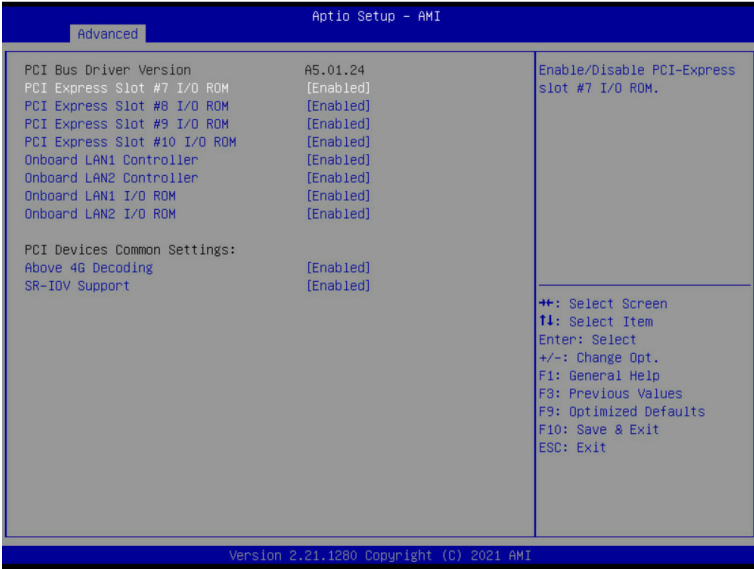 Aptio Setup – AMI
Advanced
PCI Bus Driver Version A5.01.24
PCI Express Slot #7 I/O ROM [Enabled]
PCI Express Slot #8 I/O ROM [Enabled]
PCI Express Slot #9 I/O ROM [Enabled]
PCI Express Slot #10 I/O ROM [Enabled]
Onboard LAN1 Controller [Enabled]
Onboard LAN2 Controller [Enabled]
Onboard LAN1 I/O ROM [Enabled]
Onboard LAN2 I/O ROM [Enabled]
PCI Devices Common Settings:
Above 4G Decoding [Enabled]
SR-IOV Support [Enabled]
Enable/Disable PCI-Express
slot #7 I/O ROM.
→←: Select Screen
↑↓: Select Item
Enter: Select
+/-: Change Opt.
F1: General Help
F3: Previous Values
F9: Optimized Defaults
F10: Save & Exit
ESC: Exit
Version 2.21.1280 Copyright (C) 2021 AMI